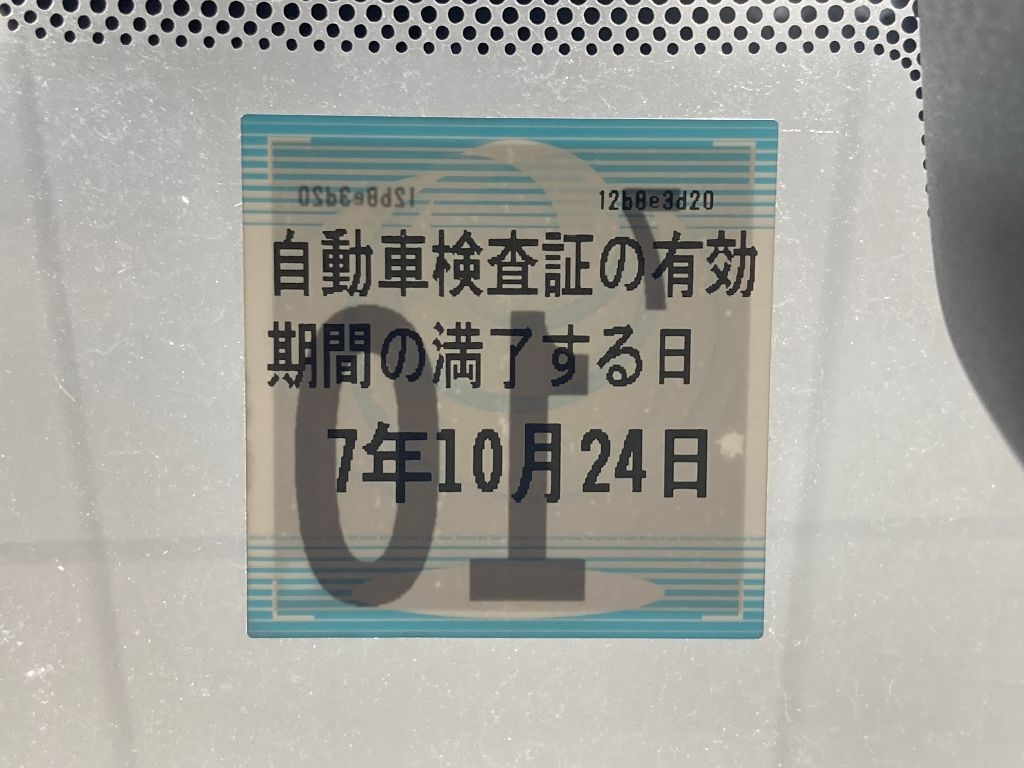 12b8e3d20
自動車検査証の有効
期間の満了する日
7年10月24日